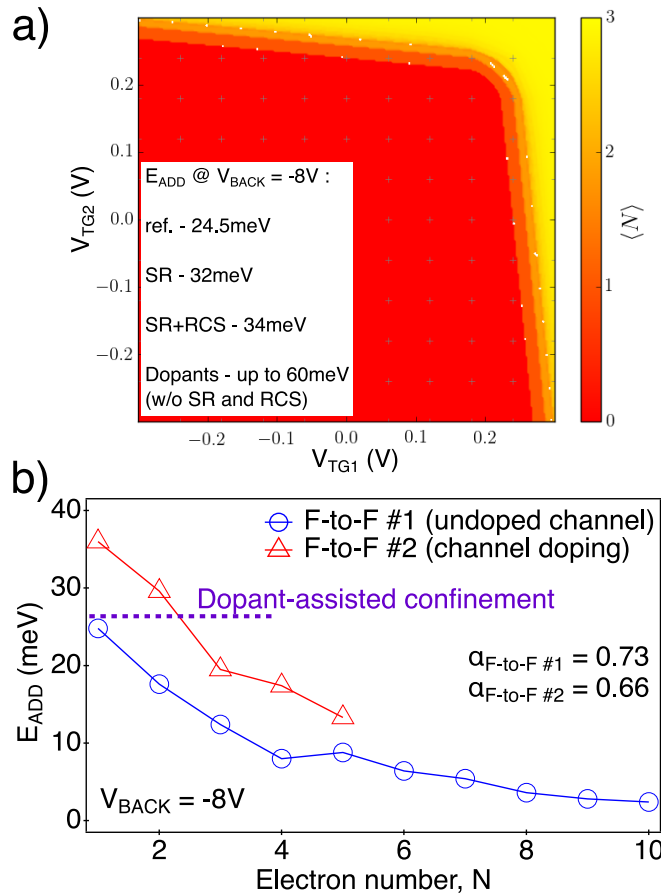 a)
V_TG2 (V)
0.2
0.1
0.0
−0.1
−0.2
E_ADD @ V_BACK = -8V :
ref. - 24.5meV
SR - 32meV
SR+RCS - 34meV
Dopants - up to 60meV
(w/o SR and RCS)
−0.2 −0.1 0.0 0.1 0.2
V_TG1 (V)
3
2
1
0
⟨N⟩
b)
40
30
20
10
0
E_ADD (meV)
F-to-F #1 (undoped channel)
F-to-F #2 (channel doping)
Dopant-assisted confinement
α_F-to-F #1 = 0.73
α_F-to-F #2 = 0.66
V_BACK = -8V
2 4 6 8 10
Electron number, N